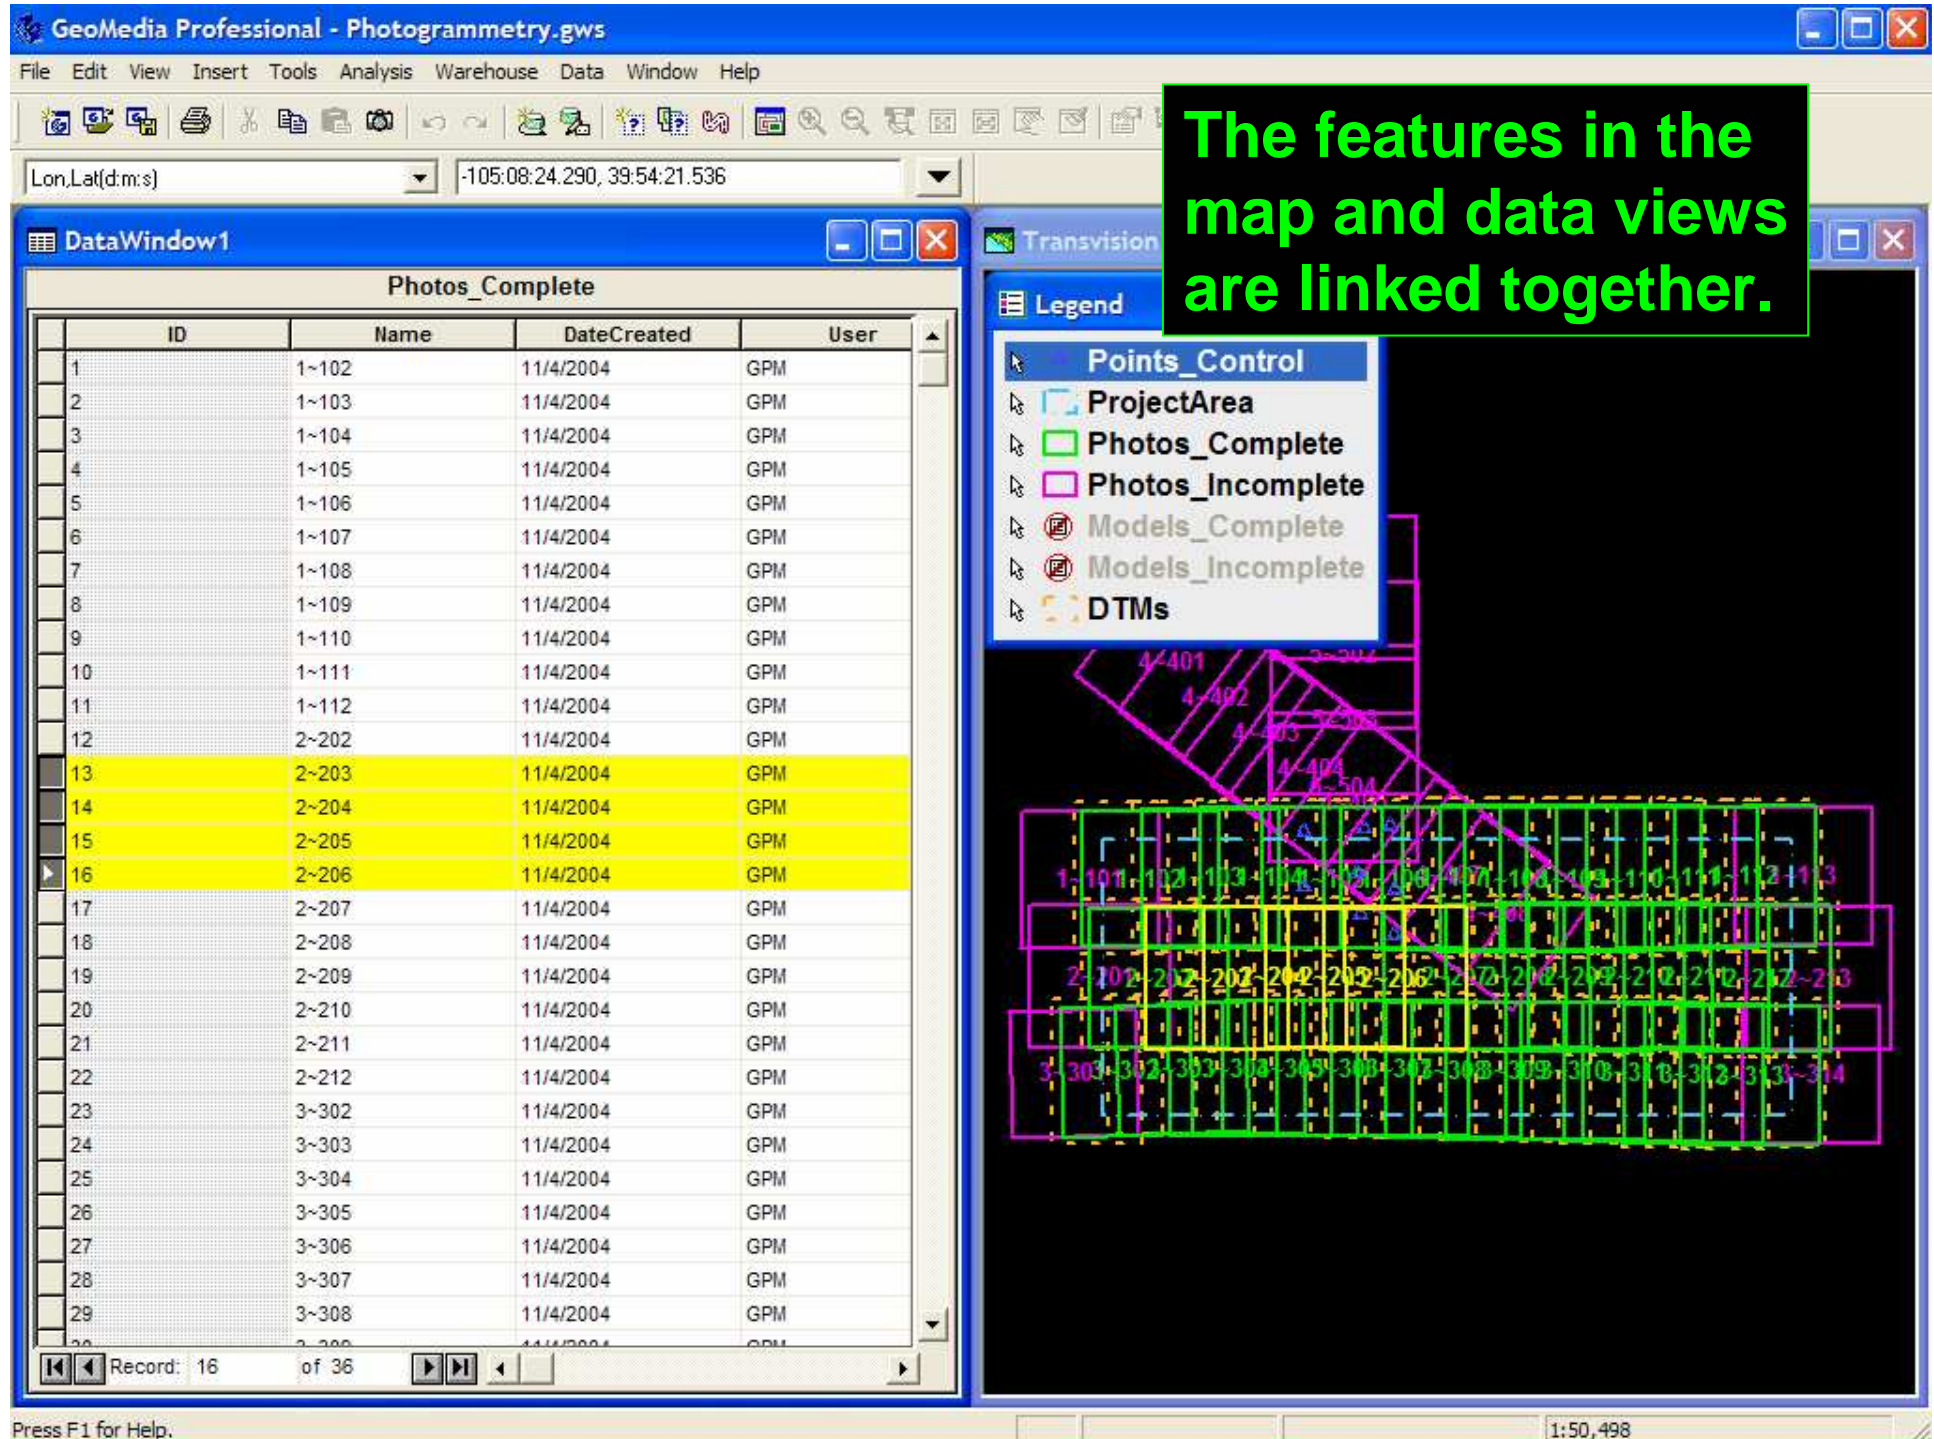 GeoMedia Professional - Photogrammetry.gws
File Edit View Insert Tools Analysis Warehouse Data Window Help
The features in the
map and data views
are linked together.
Lon,Lat(d:m:s) -105:08:24.290, 39:54:21.536
DataWindow1
Photos_Complete
ID Name DateCreated User
1 1~102 11/4/2004 GPM
2 1~103 11/4/2004 GPM
3 1~104 11/4/2004 GPM
4 1~105 11/4/2004 GPM
5 1~106 11/4/2004 GPM
6 1~107 11/4/2004 GPM
7 1~108 11/4/2004 GPM
8 1~109 11/4/2004 GPM
9 1~110 11/4/2004 GPM
10 1~111 11/4/2004 GPM
11 1~112 11/4/2004 GPM
12 2~202 11/4/2004 GPM
13 2~203 11/4/2004 GPM
14 2~204 11/4/2004 GPM
15 2~205 11/4/2004 GPM
16 2~206 11/4/2004 GPM
17 2~207 11/4/2004 GPM
18 2~208 11/4/2004 GPM
19 2~209 11/4/2004 GPM
20 2~210 11/4/2004 GPM
21 2~211 11/4/2004 GPM
22 2~212 11/4/2004 GPM
23 3~302 11/4/2004 GPM
24 3~303 11/4/2004 GPM
25 3~304 11/4/2004 GPM
26 3~305 11/4/2004 GPM
27 3~306 11/4/2004 GPM
28 3~307 11/4/2004 GPM
29 3~308 11/4/2004 GPM
Record: 16 of 36
Transvision
Legend
Points_Control
ProjectArea
Photos_Complete
Photos_Incomplete
Models_Complete
Models_Incomplete
DTMs
4~401
4~402
4~403
4~404
5~504
Press F1 for Help.
1:50,498